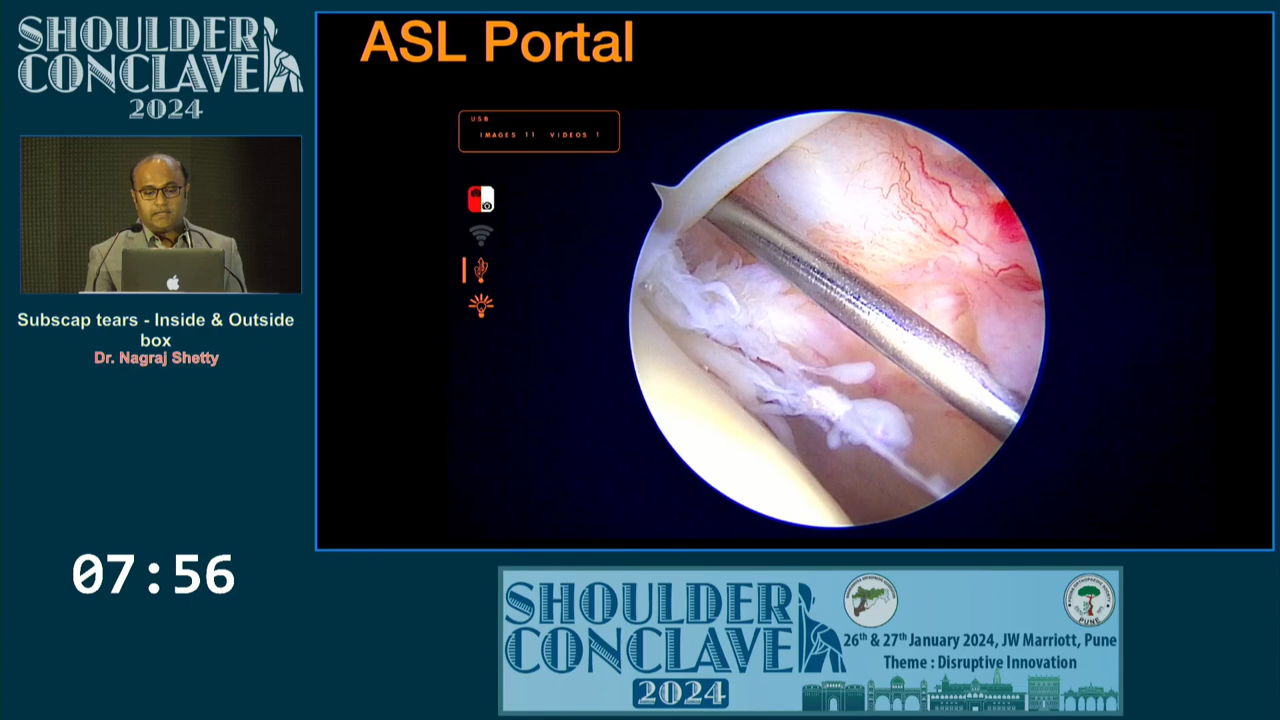 SHOULDER
CONCLAVE
2024
Subscap tears - Inside & Outside
box
Dr. Nagraj Shetty
07:56
ASL Portal
USB
IMAGES 11 VIDEOS 1
SHOULDER
CONCLAVE
2024
26th & 27th January 2024, JW Marriott, Pune
Theme : Disruptive Innovation
PUNE